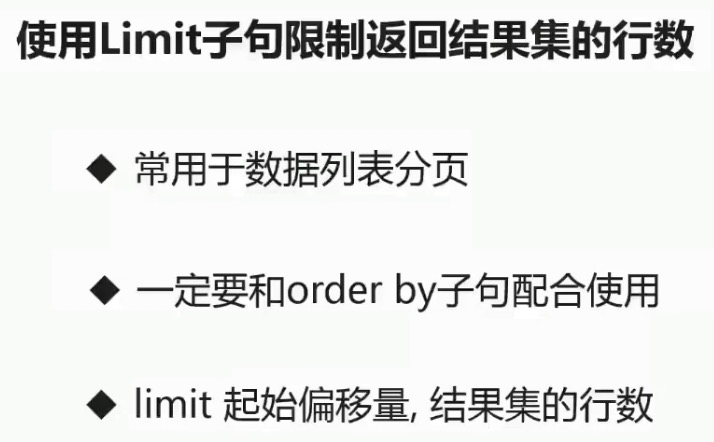 使用Limit子句限制返回结果集的行数
◆ 常用于数据列表分页
◆ 一定要和order by子句配合使用
◆ limit 起始偏移量, 结果集的行数